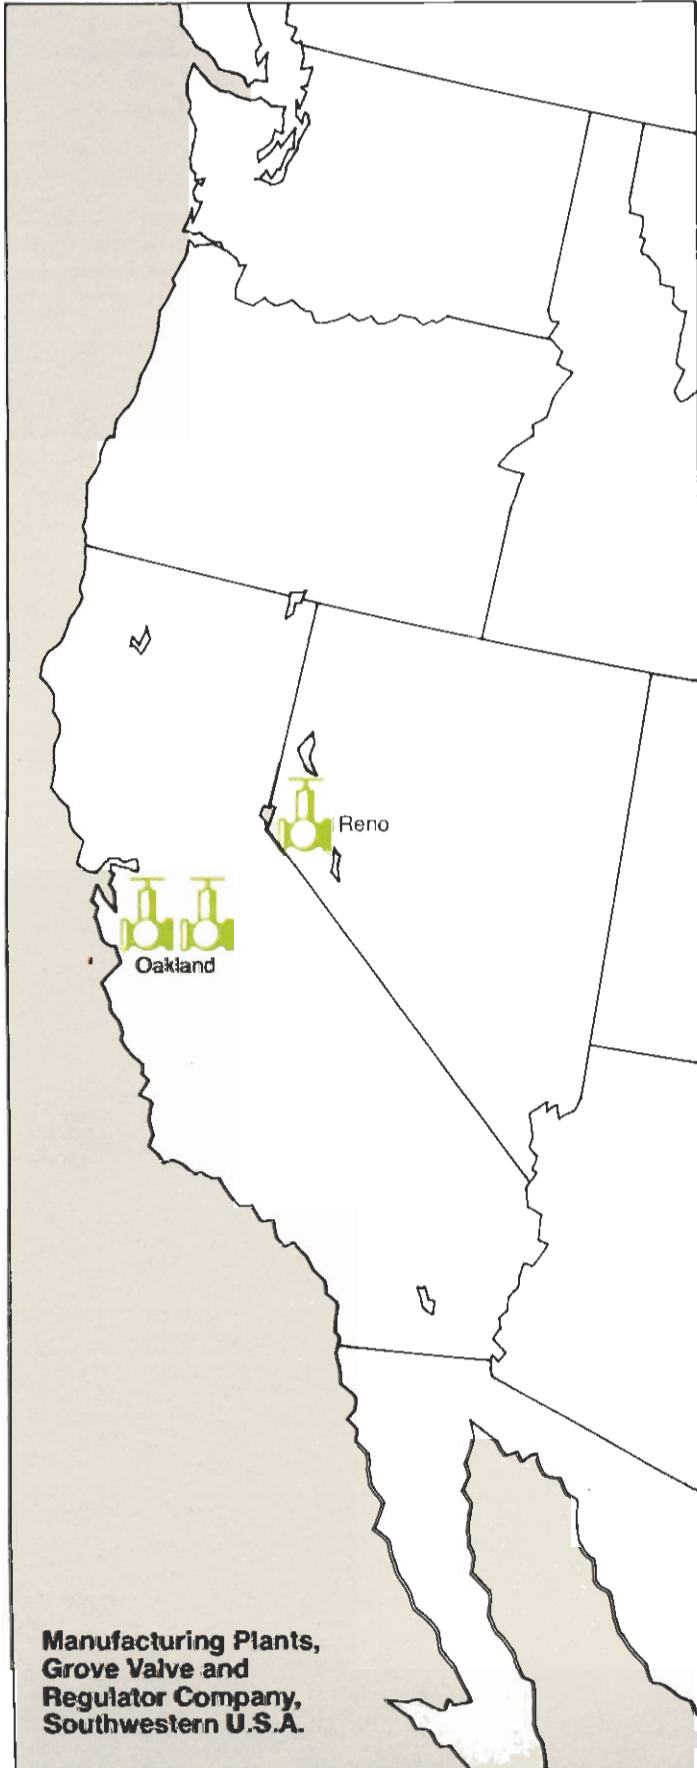 Reno
Oakland
Manufacturing Plants,
Grove Valve and
Regulator Company,
Southwestern U.S.A.